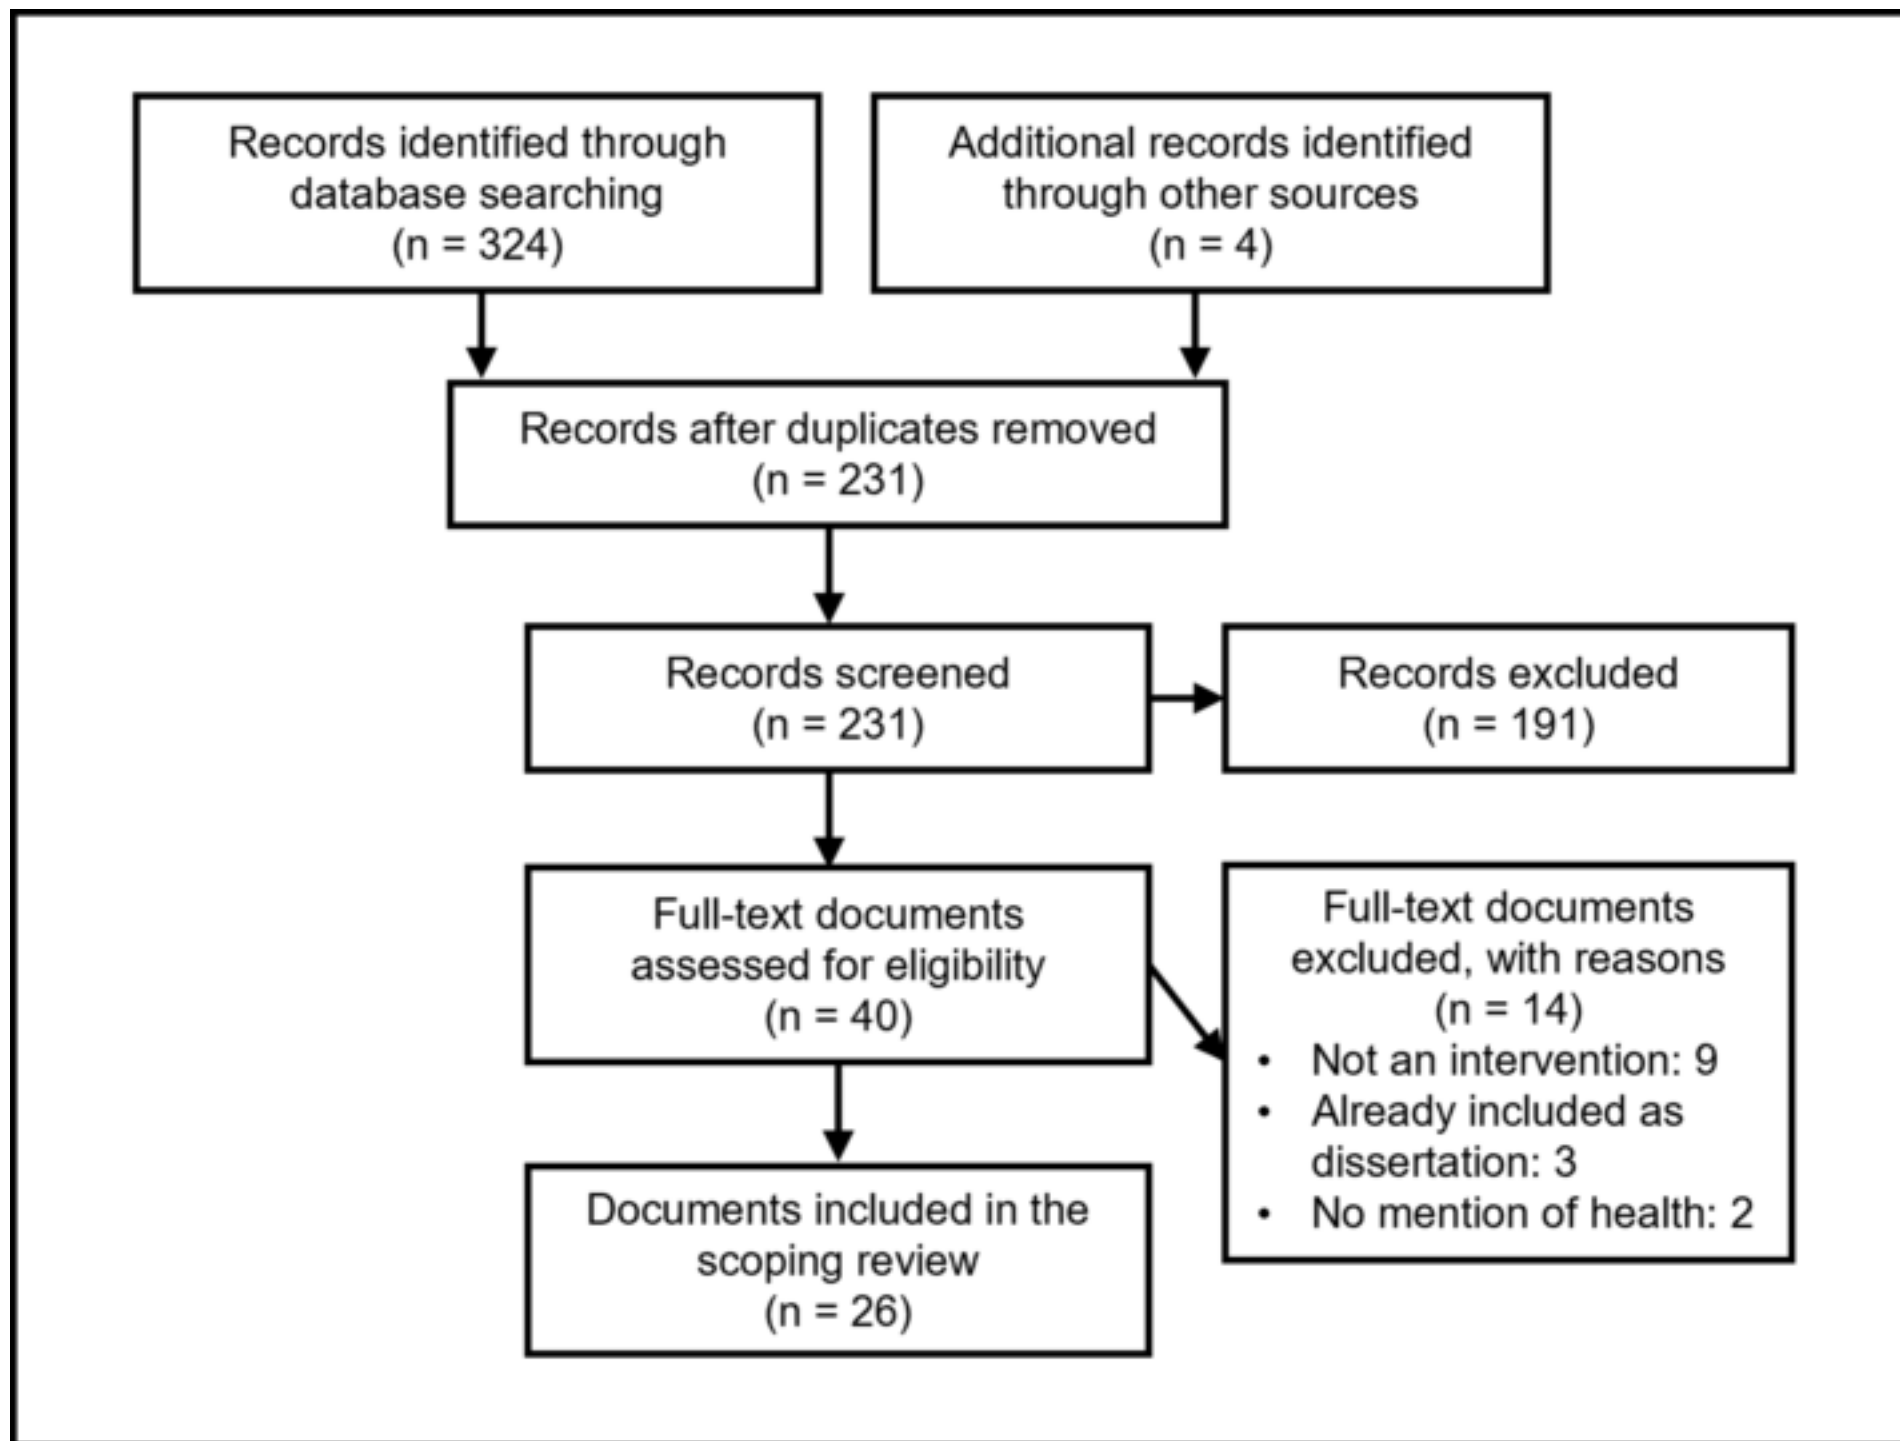 Records identified through
database searching
(n = 324)
Additional records identified
through other sources
(n = 4)
Records after duplicates removed
(n = 231)
Records screened
(n = 231)
Records excluded
(n = 191)
Full-text documents
assessed for eligibility
(n = 40)
Full-text documents
excluded, with reasons
(n = 14)
• Not an intervention: 9
• Already included as
dissertation: 3
• No mention of health: 2
Documents included in the
scoping review
(n = 26)